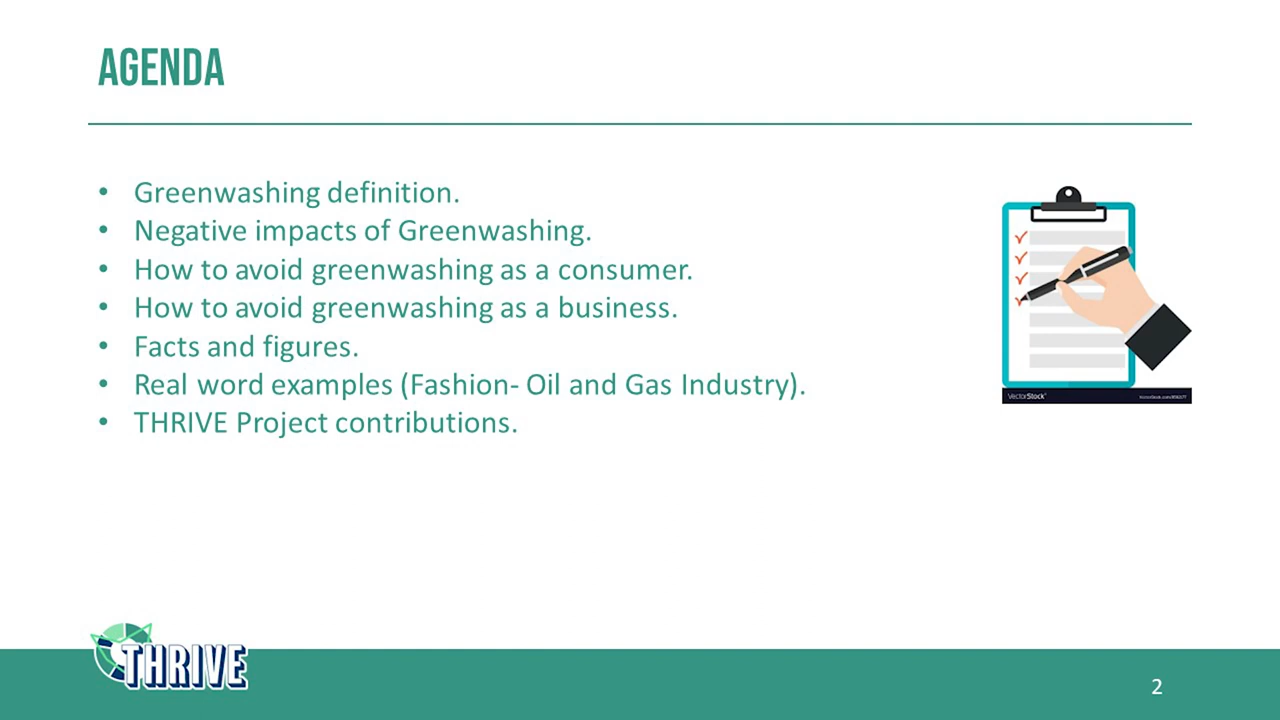 AGENDA
• Greenwashing definition.
• Negative impacts of Greenwashing.
• How to avoid greenwashing as a consumer.
• How to avoid greenwashing as a business.
• Facts and figures.
• Real word examples (Fashion- Oil and Gas Industry).
• THRIVE Project contributions.
VectorStock®
THRIVE
2